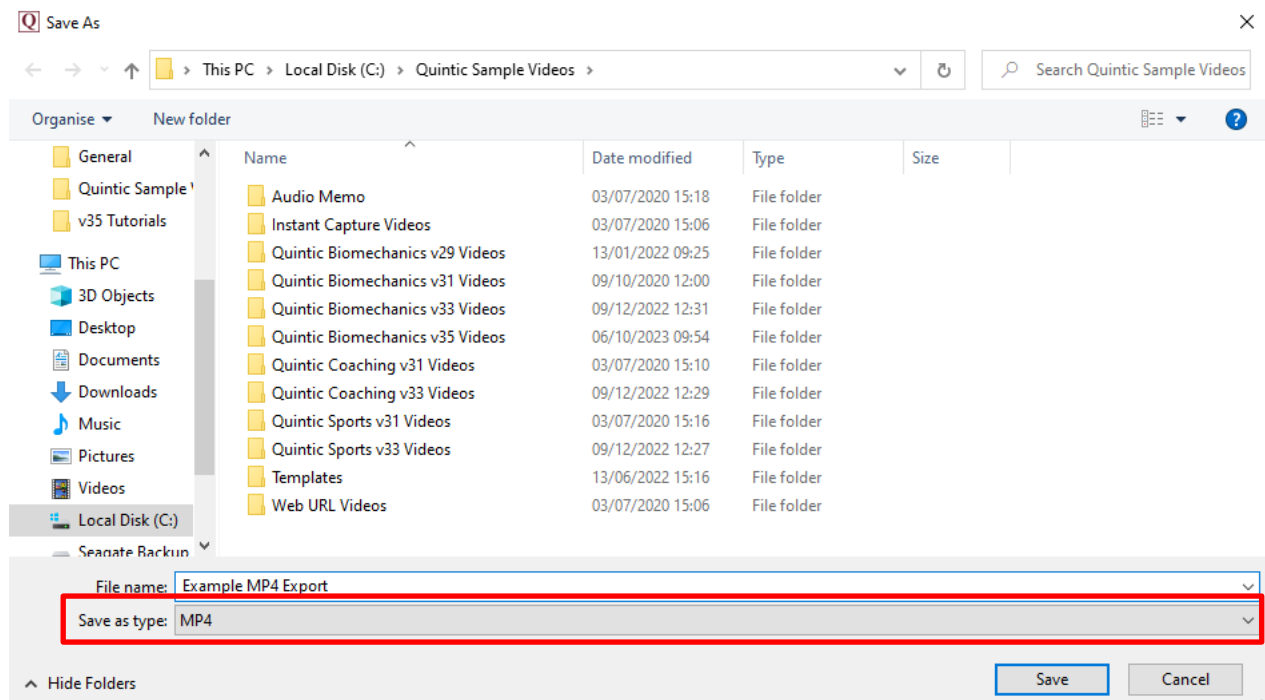 Q Save As
This PC > Local Disk (C:) > Quintic Sample Videos >
Search Quintic Sample Videos
Organise New folder
?
General
Quintic Sample
v35 Tutorials
This PC
3D Objects
Desktop
Documents
Downloads
Music
Pictures
Videos
Local Disk (C:)
Seagate Backup
Name Date modified Type Size
Audio Memo 03/07/2020 15:18 File folder
Instant Capture Videos 03/07/2020 15:06 File folder
Quintic Biomechanics v29 Videos 13/01/2022 09:25 File folder
Quintic Biomechanics v31 Videos 09/10/2020 12:00 File folder
Quintic Biomechanics v33 Videos 09/12/2022 12:31 File folder
Quintic Biomechanics v35 Videos 06/10/2023 09:54 File folder
Quintic Coaching v31 Videos 03/07/2020 15:10 File folder
Quintic Coaching v33 Videos 09/12/2022 12:29 File folder
Quintic Sports v31 Videos 03/07/2020 15:16 File folder
Quintic Sports v33 Videos 09/12/2022 12:27 File folder
Templates 13/06/2022 15:16 File folder
Web URL Videos 03/07/2020 15:06 File folder
File name: Example MP4 Export
Save as type: MP4
Hide Folders
Save Cancel